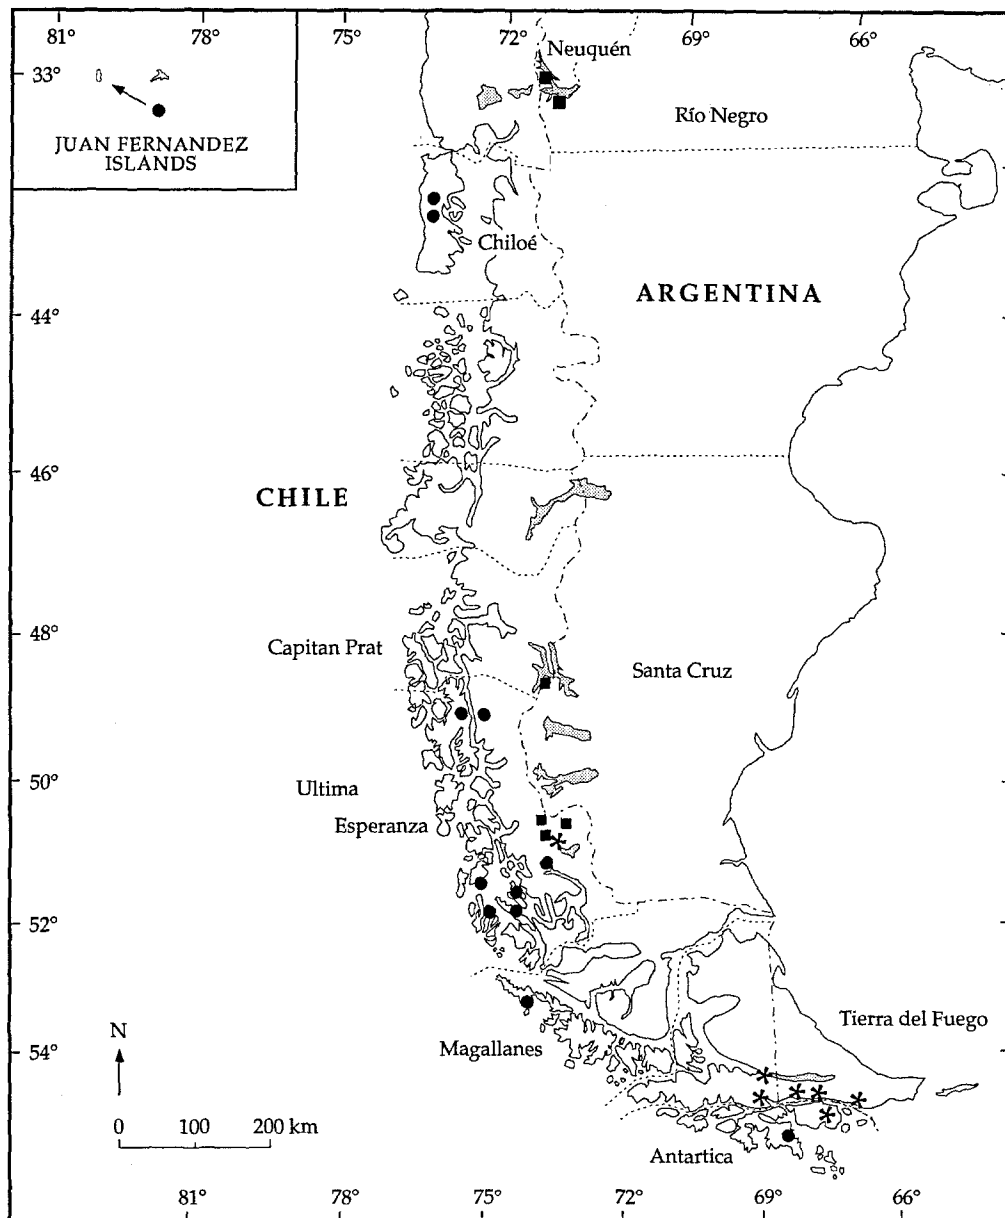 81°
78°
75°
72°
69°
66°
33°
JUAN FERNANDEZ
ISLANDS
Neuquén
Río Negro
Chiloé
ARGENTINA
44°
46°
CHILE
48°
Capitan Prat
Santa Cruz
50°
Ultima
Esperanza
52°
Tierra del Fuego
N
Magallanes
54°
0 100 200 km
Antartica
81°
78°
75°
72°
69°
66°